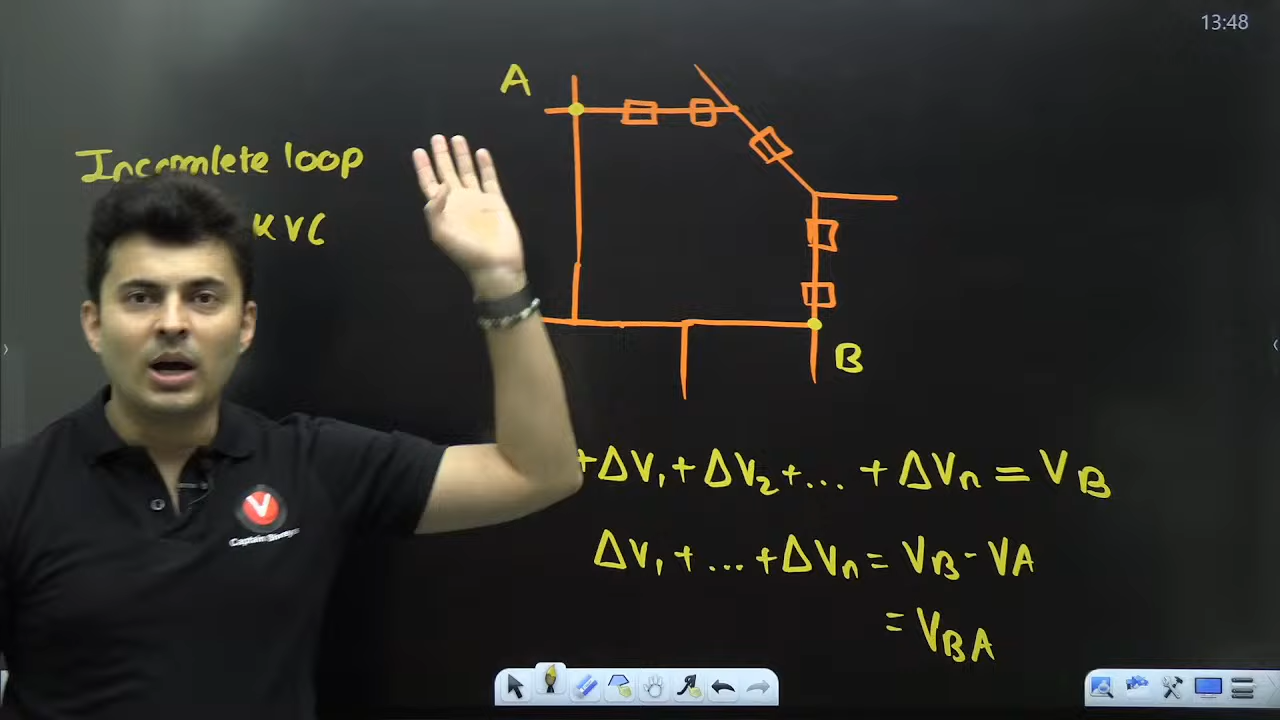 13:48
A
Incomplete loop
KVL
B
+ΔV₁+ΔV₂+...+ΔVₙ=VB
ΔV₁+...+ΔVₙ=VB-VA
=VBA
V